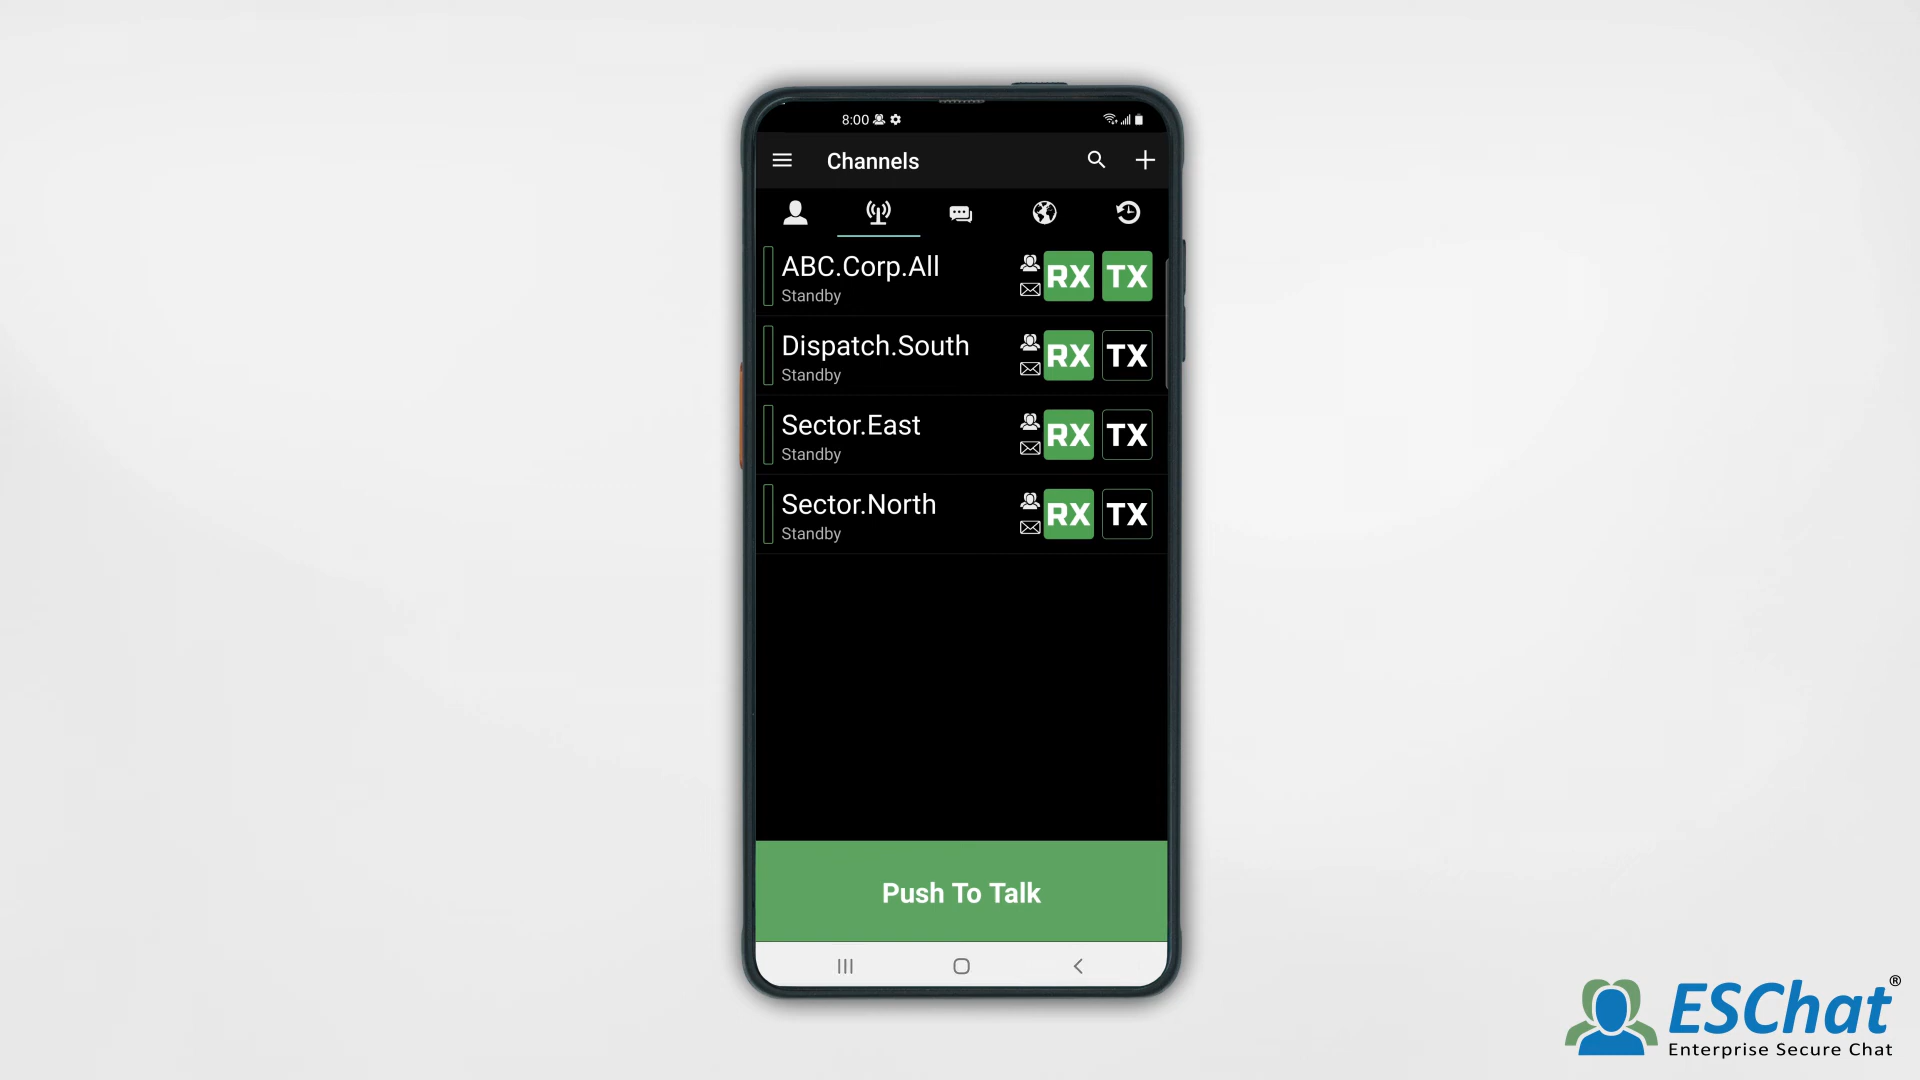 8:00
Channels
ABC.Corp.All
Standby
RX TX
Dispatch.South
Standby
RX TX
Sector.East
Standby
RX TX
Sector.North
Standby
RX TX
Push To Talk
ESChat®
Enterprise Secure Chat